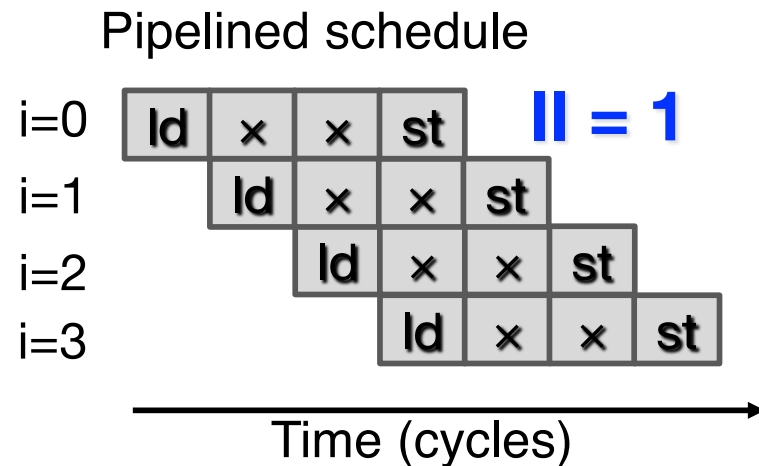 Pipelined schedule
i=0 ld × × st II = 1
i=1 ld × × st
i=2 ld × × st
i=3 ld × × st
Time (cycles)